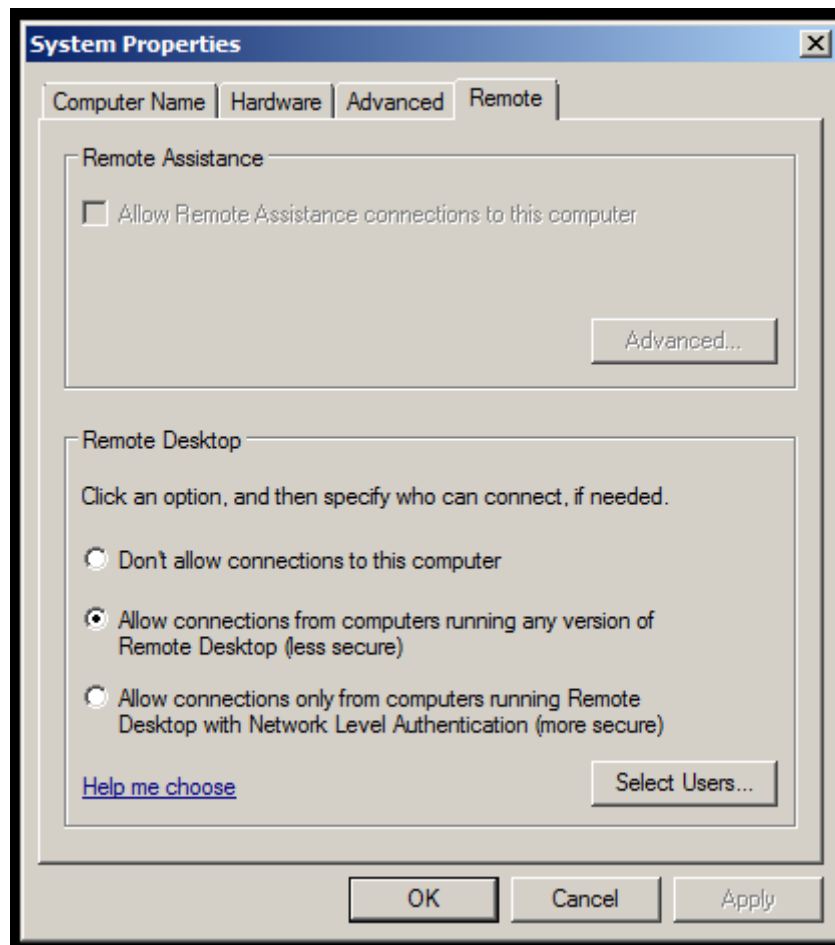 System Properties
Computer Name Hardware Advanced Remote
Remote Assistance
Allow Remote Assistance connections to this computer
Advanced...
Remote Desktop
Click an option, and then specify who can connect, if needed.
Don't allow connections to this computer
Allow connections from computers running any version of
Remote Desktop (less secure)
Allow connections only from computers running Remote
Desktop with Network Level Authentication (more secure)
Help me choose Select Users...
OK Cancel Apply